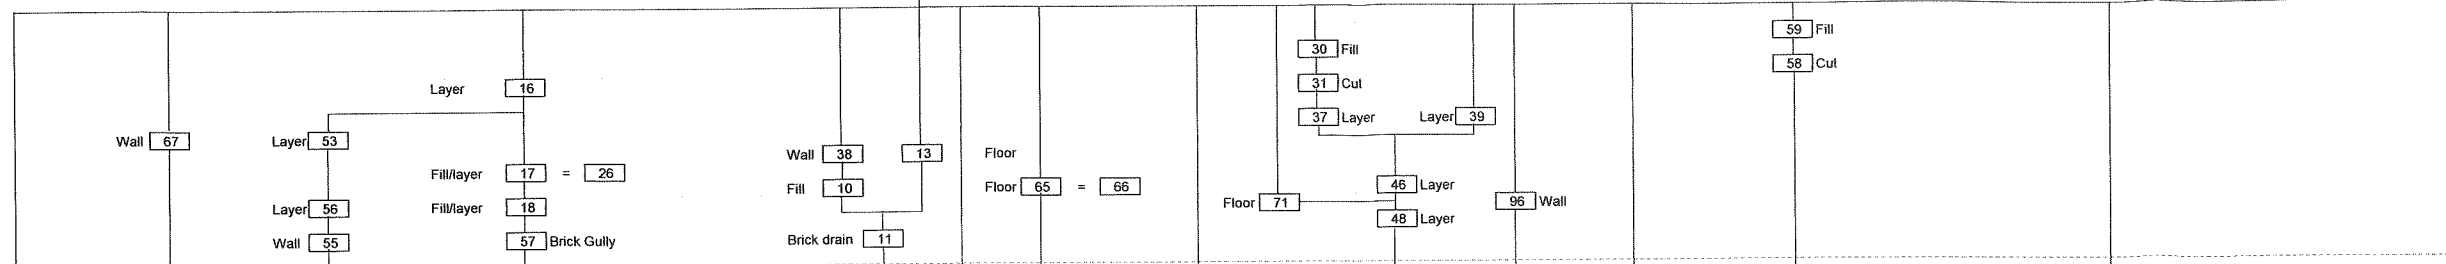 59 Fill
30 Fill
58 Cut
31 Cut
Layer 16
37 Layer
Layer 39
Wall 67
Layer 53
Wall 38
13 Floor
Fill/layer 17 = 26
46 Layer
Fill 10
Floor 65 = 66
96 Wall
Floor 71
Layer 56
Fill/layer 18
48 Layer
Brick drain 11
Wall 55
57 Brick Gully